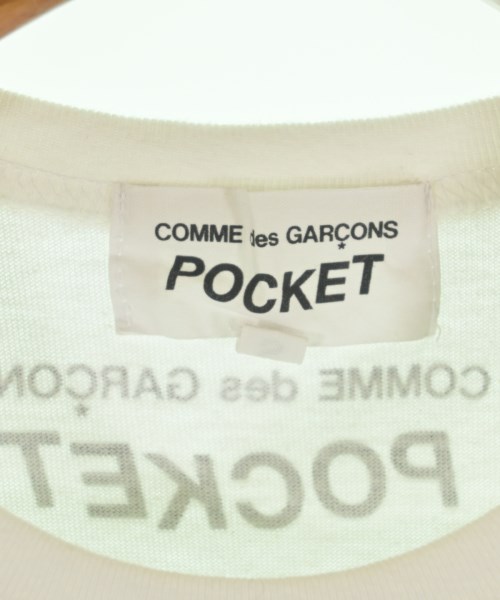 COMME des GARÇONS
POCKET
COMME des GARÇON
POCKET